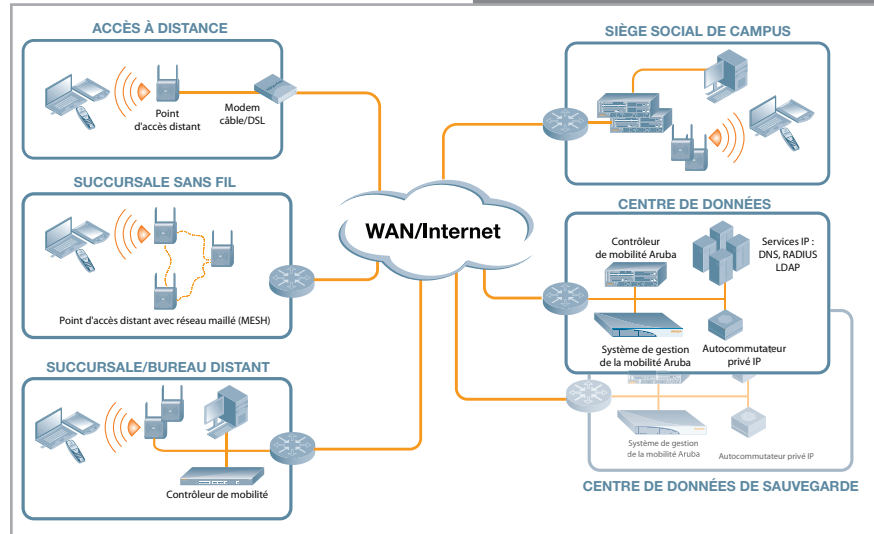 ACCÈS À DISTANCE
Point
d'accès distant
Modem
câble/DSL
SUCCURSALE SANS FIL
Point d'accès distant avec réseau maillé (MESH)
SUCCURSALE/BUREAU DISTANT
Contrôleur de mobilité
WAN/Internet
SIÈGE SOCIAL DE CAMPUS
CENTRE DE DONNÉES
Contrôleur
de mobilité Aruba
Services IP :
DNS, RADIUS
LDAP
Système de gestion
de la mobilité Aruba
Autocommutateur
privé IP
Système de gestion
de la mobilité Aruba
Autocommutateur privé IP
CENTRE DE DONNÉES DE SAUVEGARDE